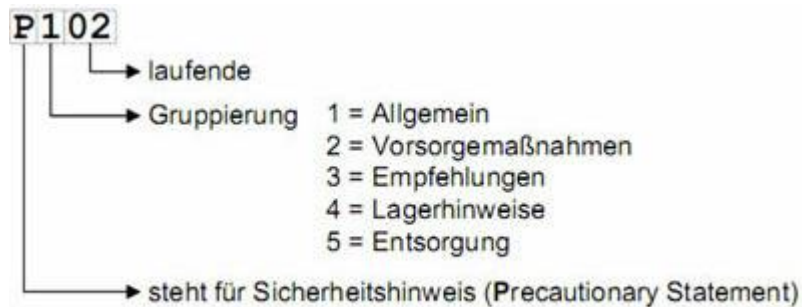 P102
laufende
Gruppierung 1 = Allgemein
2 = Vorsorgemaßnahmen
3 = Empfehlungen
4 = Lagerhinweise
5 = Entsorgung
steht für Sicherheitshinweis (Precautionary Statement)